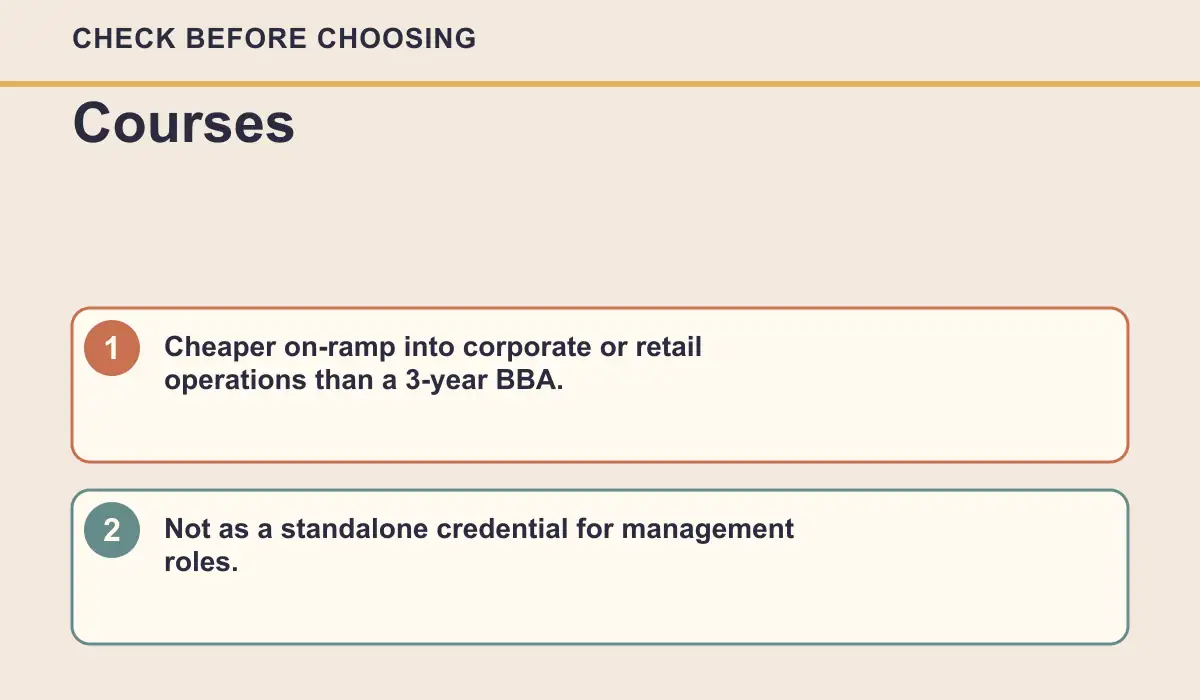 CHECK BEFORE CHOOSING
Courses
1
Cheaper on-ramp into corporate or retail
operations than a 3-year BBA.
2
Not as a standalone credential for management
roles.